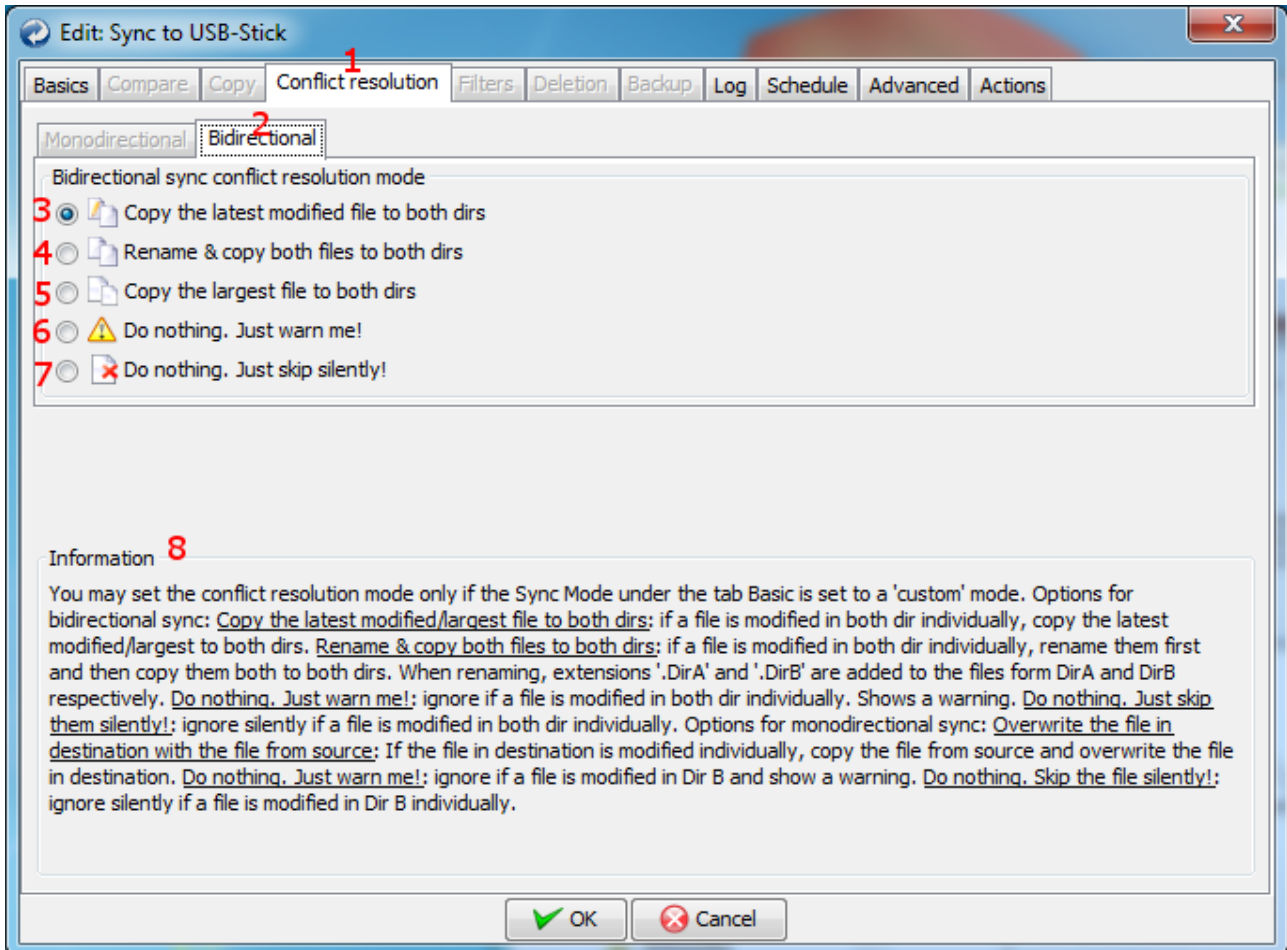 Edit: Sync to USB-Stick
1
Basics Compare Copy Conflict resolution Filters Deletion Backup Log Schedule Advanced Actions
2
Monodirectional Bidirectional
Bidirectional sync conflict resolution mode
3 Copy the latest modified file to both dirs
4 Rename & copy both files to both dirs
5 Copy the largest file to both dirs
6 Do nothing. Just warn me!
7 Do nothing. Just skip silently!
Information 8
You may set the conflict resolution mode only if the Sync Mode under the tab Basic is set to a 'custom' mode. Options for
bidirectional sync: Copy the latest modified/largest file to both dirs: if a file is modified in both dir individually, copy the latest
modified/largest to both dirs. Rename & copy both files to both dirs: if a file is modified in both dir individually, rename them first
and then copy them both to both dirs. When renaming, extensions '.DirA' and '.DirB' are added to the files form DirA and DirB
respectively. Do nothing. Just warn me!: ignore if a file is modified in both dir individually. Shows a warning. Do nothing. Just skip
them silently!: ignore silently if a file is modified in both dir individually. Options for monodirectional sync: Overwrite the file in
destination with the file from source: If the file in destination is modified individually, copy the file from source and overwrite the file
in destination. Do nothing. Just warn me!: ignore if a file is modified in Dir B and show a warning. Do nothing. Skip the file silently!:
ignore silently if a file is modified in Dir B individually.
OK Cancel